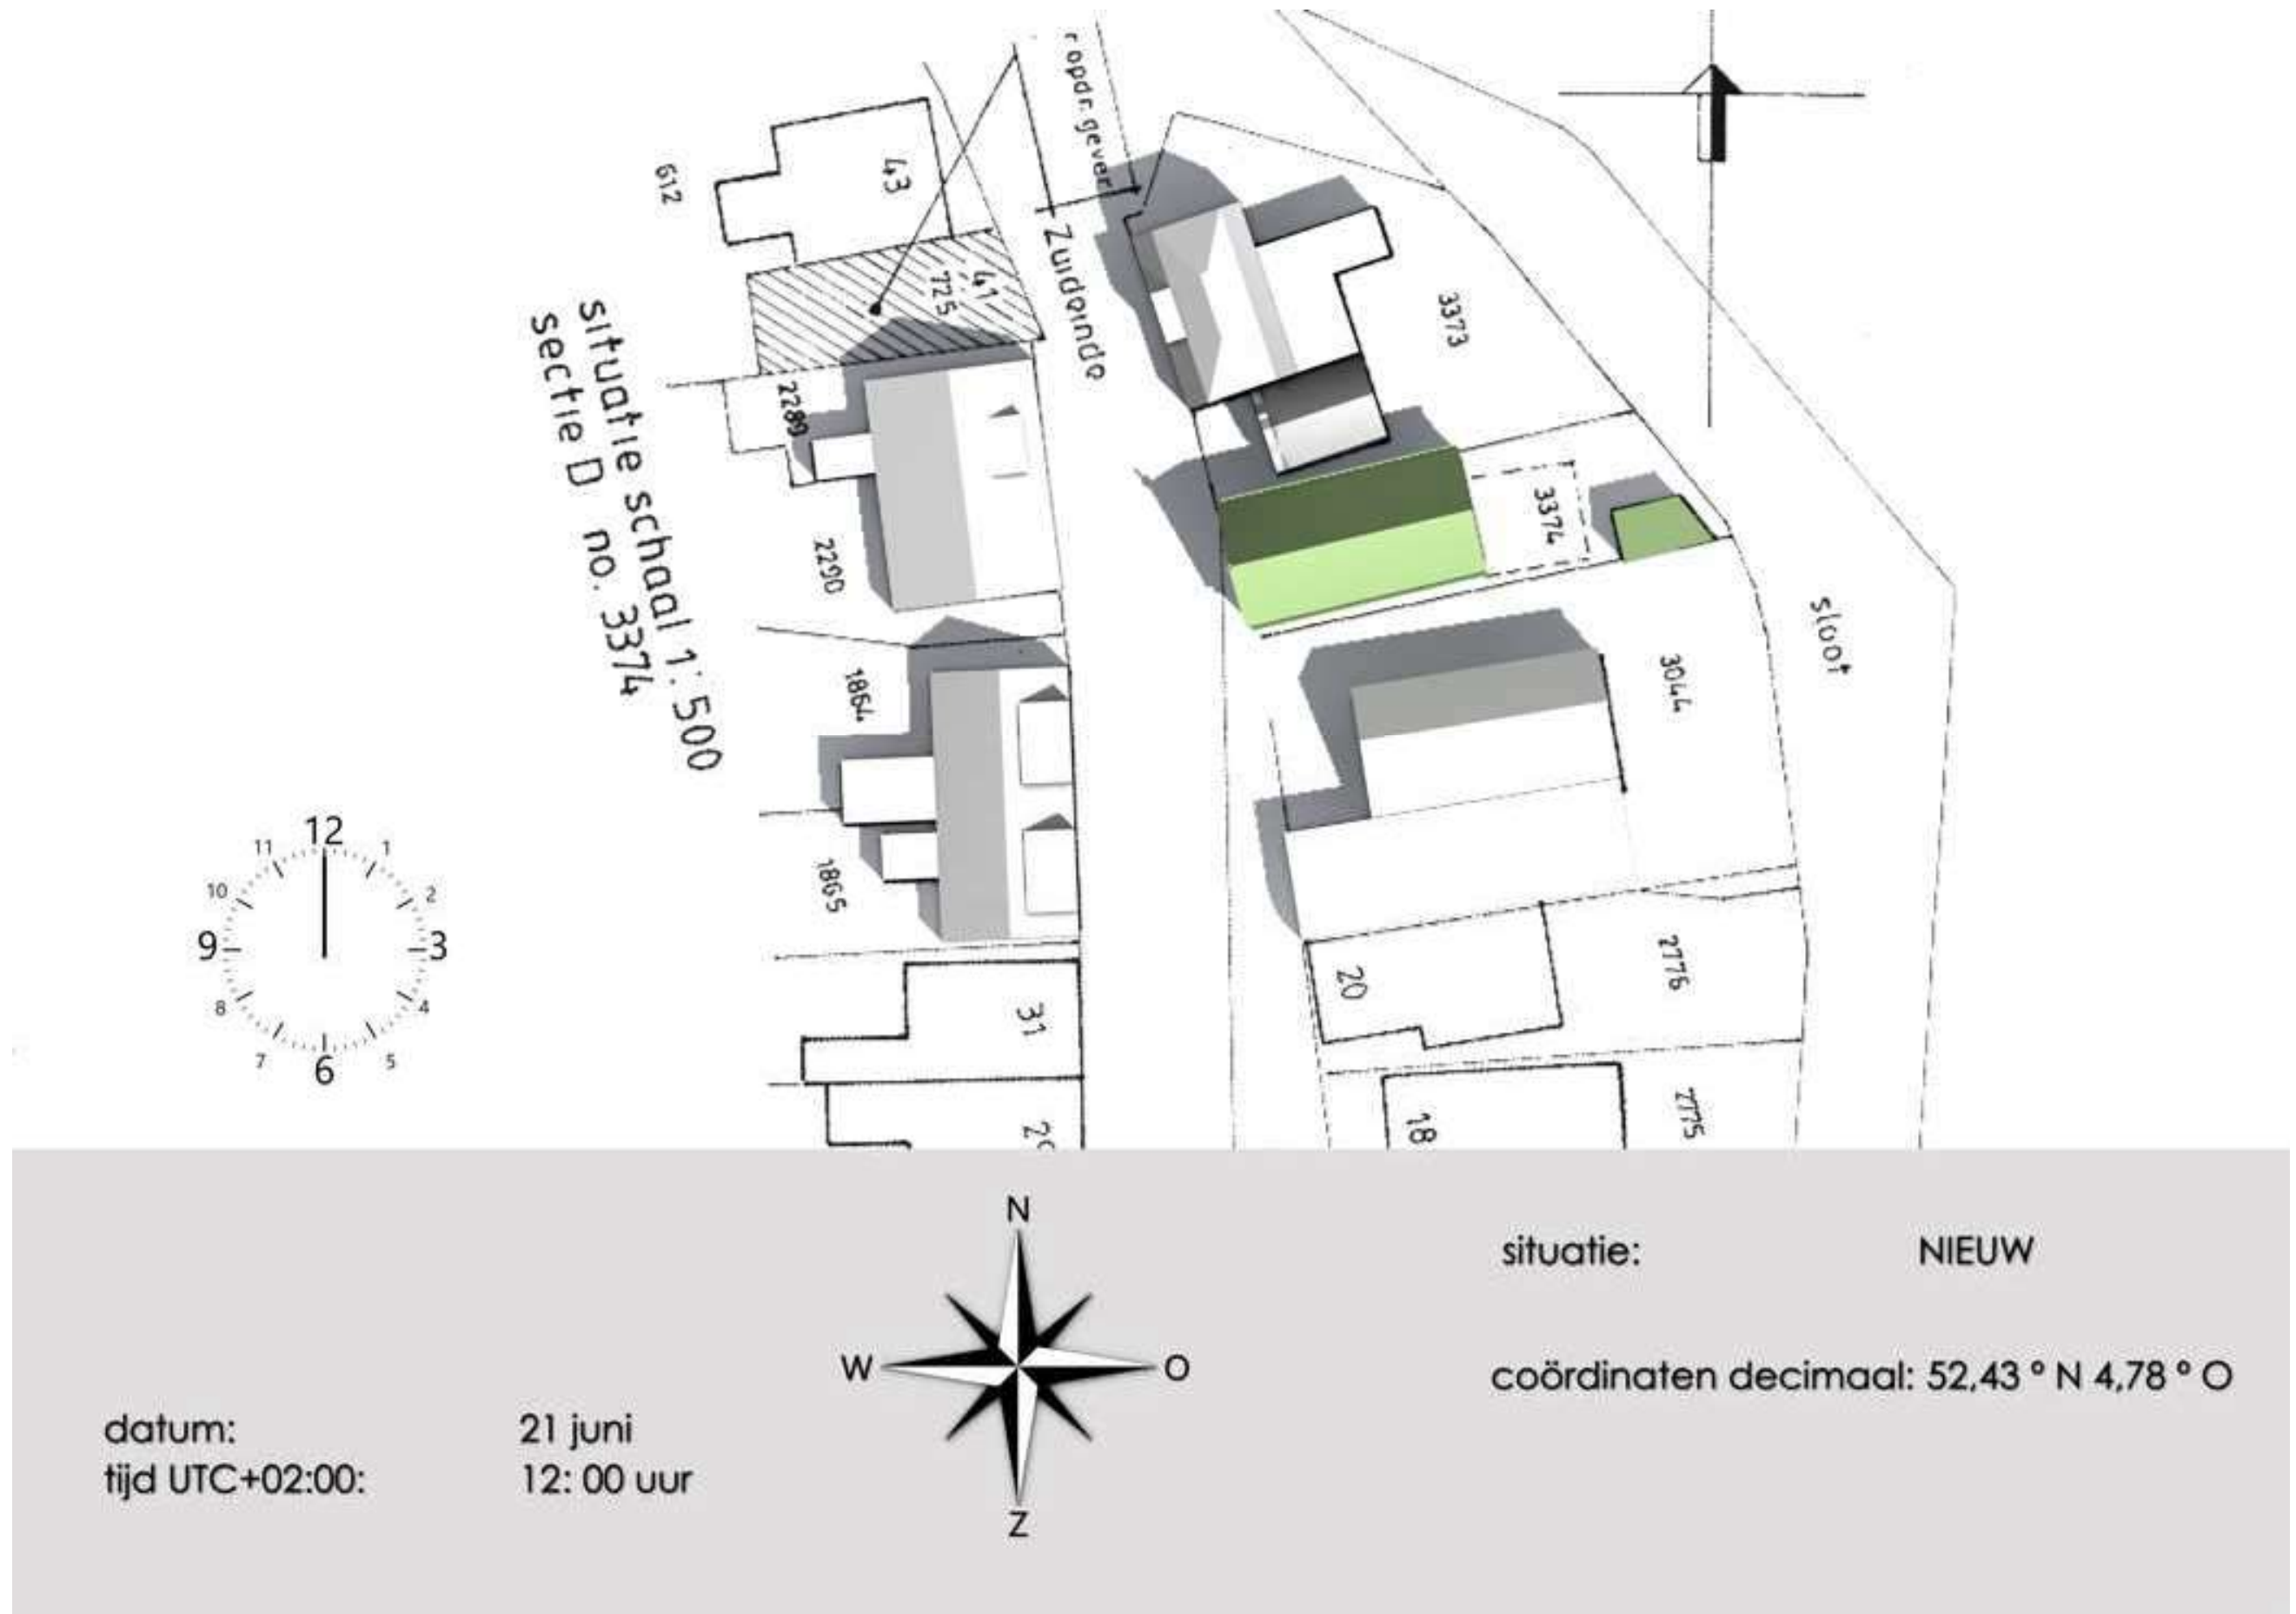 r opdr. gever
43
612
41
725
Zuideinde
3373
2289
situatie schaal 1: 500
sectie D no. 3374
3374
2290
sloot
1864
3044
12
11
1
10
2
9
3
8
4
7
5
6
1865
20
2776
31
18
2775
N
W
O
Z
situatie: NIEUW
coördinaten decimaal: 52,43 º N 4,78 º O
datum: 21 juni
tijd UTC+02:00: 12: 00 uur